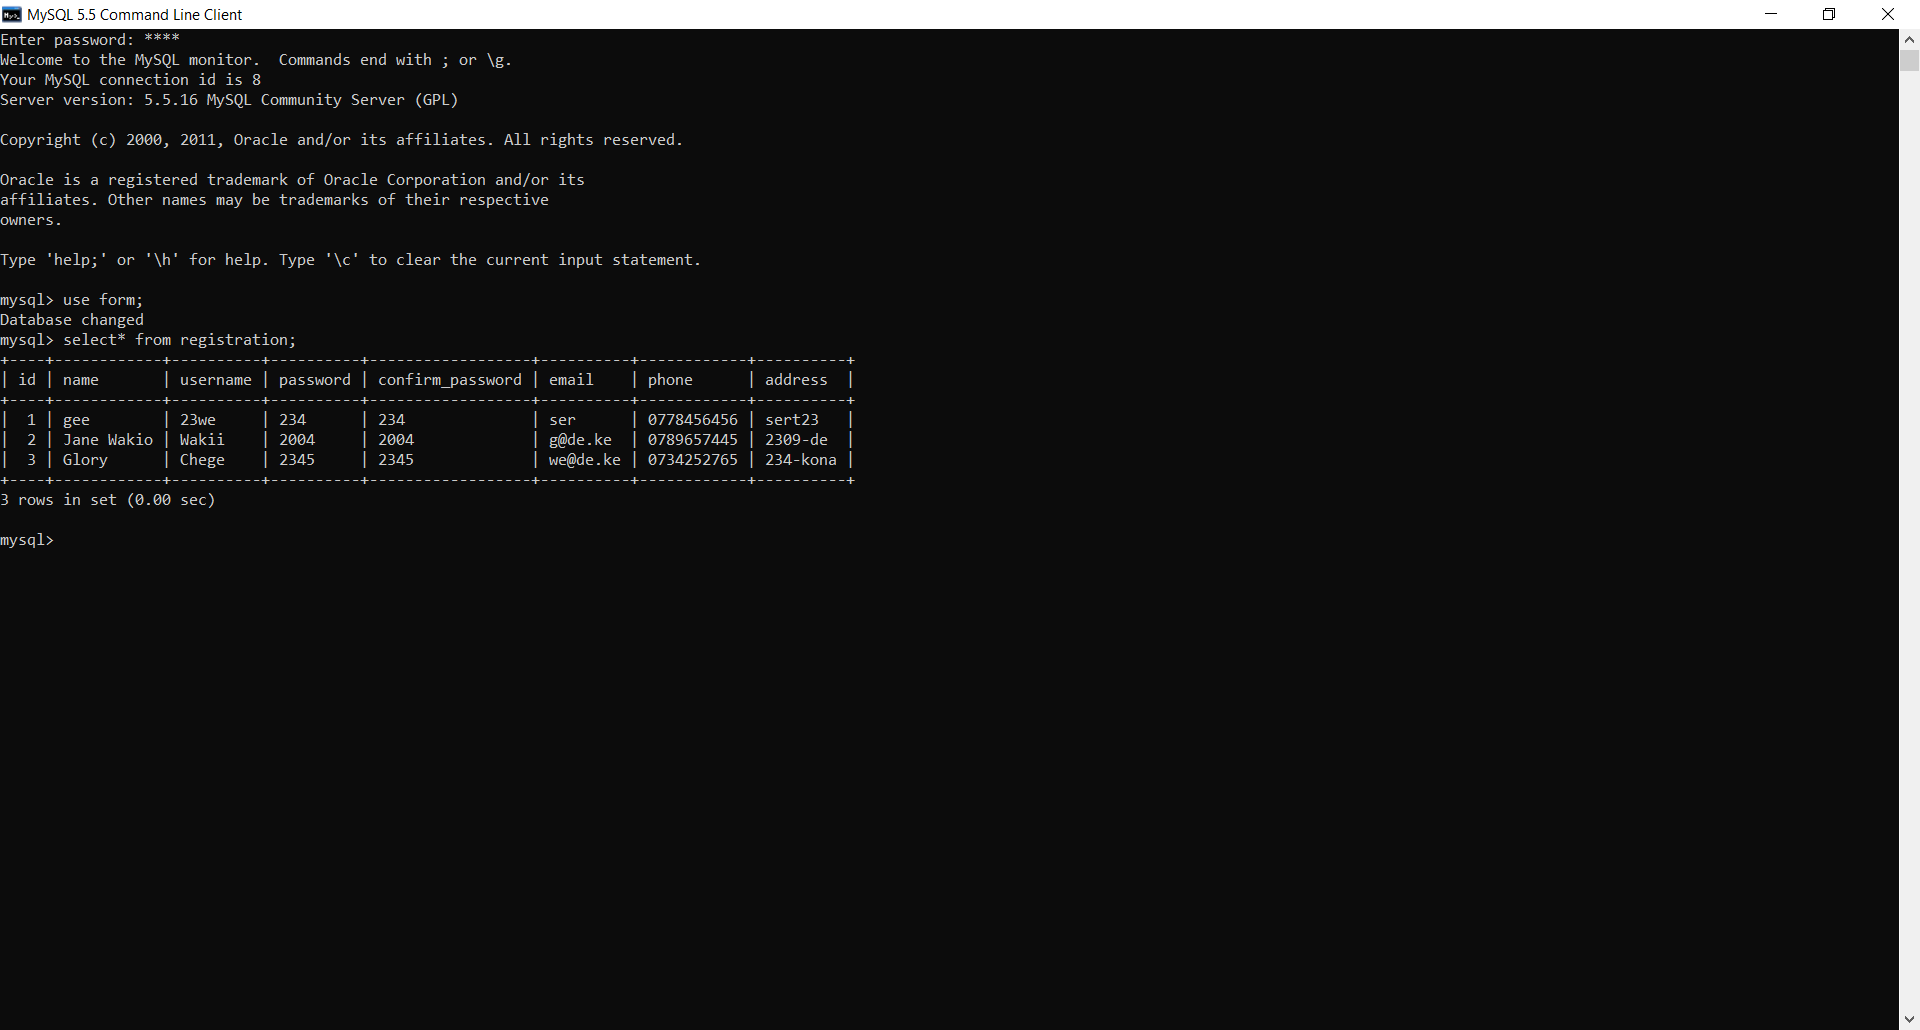 MySQL 5.5 Command Line Client
Enter password: ****
Welcome to the MySQL monitor.  Commands end with ; or \g.
Your MySQL connection id is 8
Server version: 5.5.16 MySQL Community Server (GPL)
Copyright (c) 2000, 2011, Oracle and/or its affiliates. All rights reserved.
Oracle is a registered trademark of Oracle Corporation and/or its
affiliates. Other names may be trademarks of their respective
owners.
Type 'help;' or '\h' for help. Type '\c' to clear the current input statement.
mysql> use form;
Database changed
mysql> select* from registration;
+----+------------+----------+----------+------------------+----------+------------+----------+
| id | name       | username | password | confirm_password | email    | phone      | address  |
+----+------------+----------+----------+------------------+----------+------------+----------+
|  1 | gee        | 23we     | 234      | 234              | ser      | 0778456456 | sert23   |
|  2 | Jane Wakio | Wakii    | 2004     | 2004             | g@de.ke  | 0789657445 | 2309-de  |
|  3 | Glory      | Chege    | 2345     | 2345             | we@de.ke | 0734252765 | 234-kona |
+----+------------+----------+----------+------------------+----------+------------+----------+
3 rows in set (0.00 sec)
mysql>